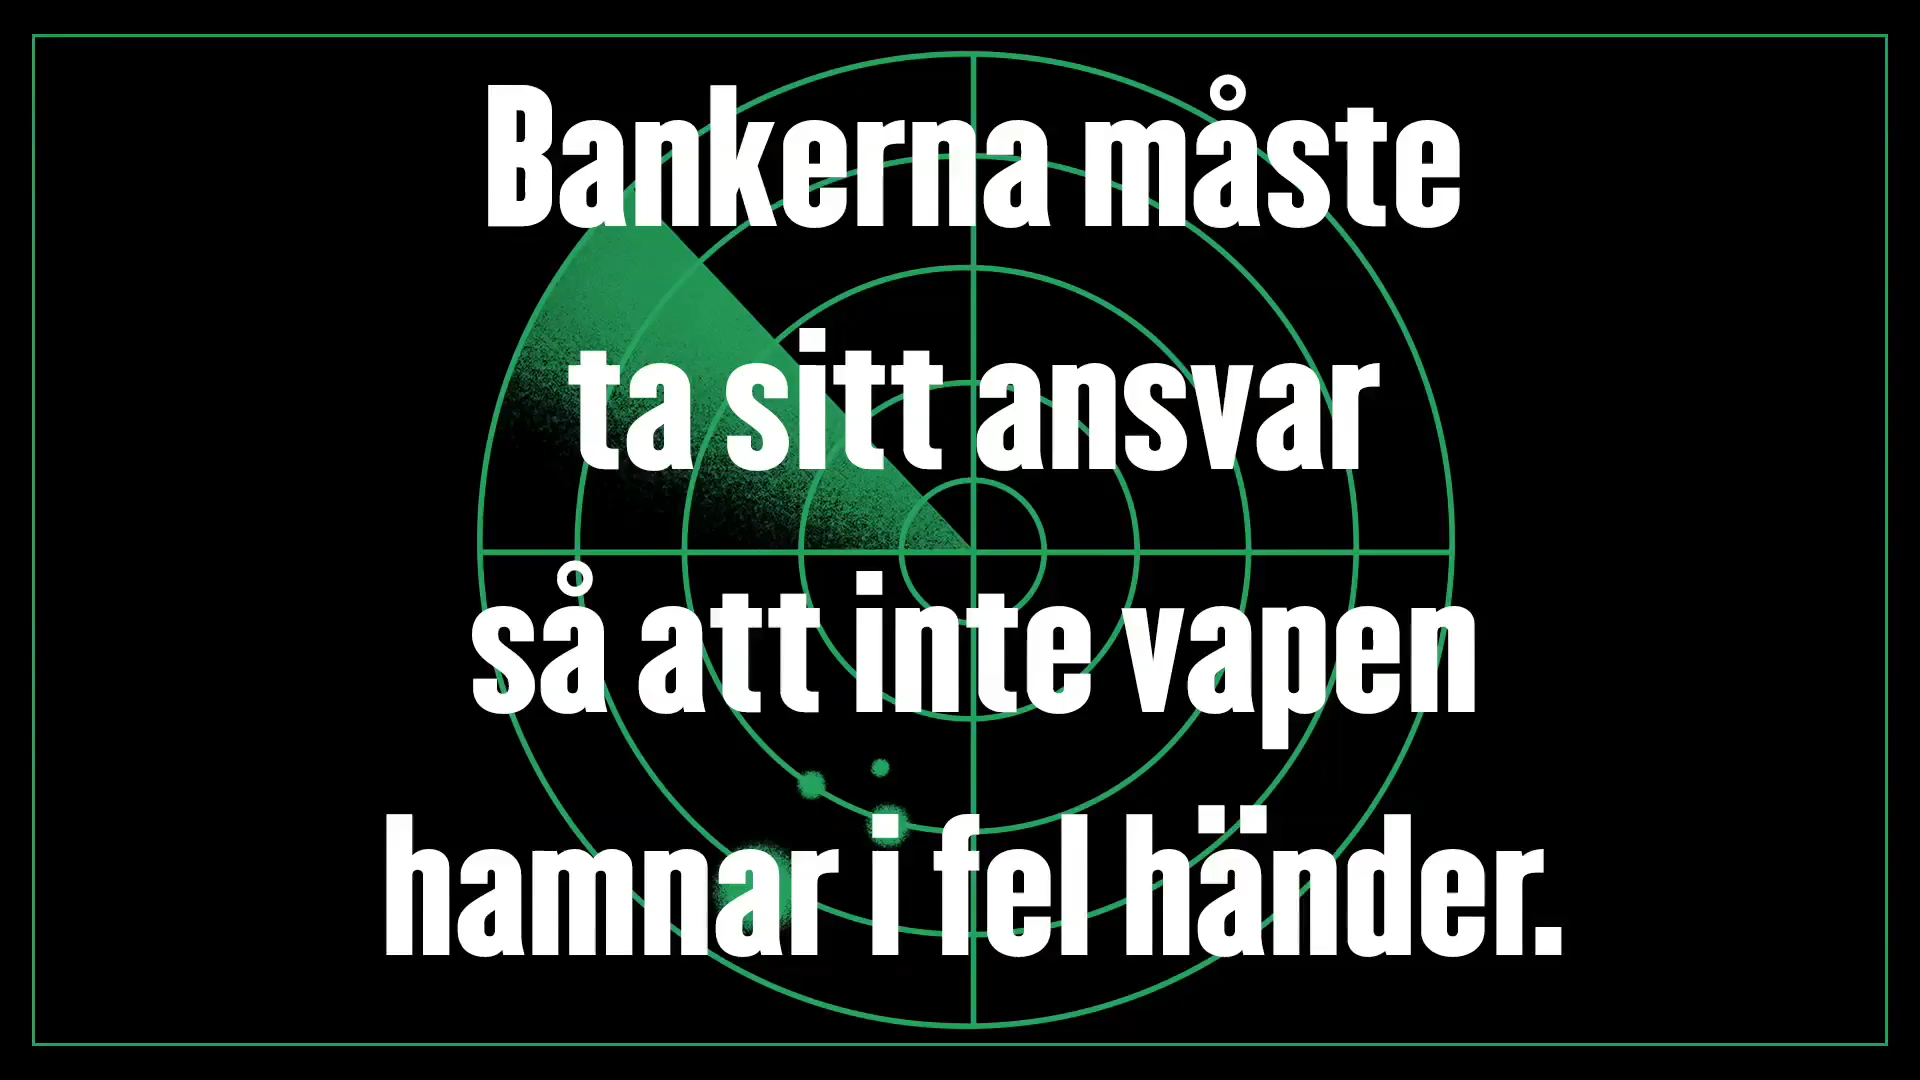 Bankerna måste
ta sitt ansvar
så att inte vapen
hamnar i fel händer.